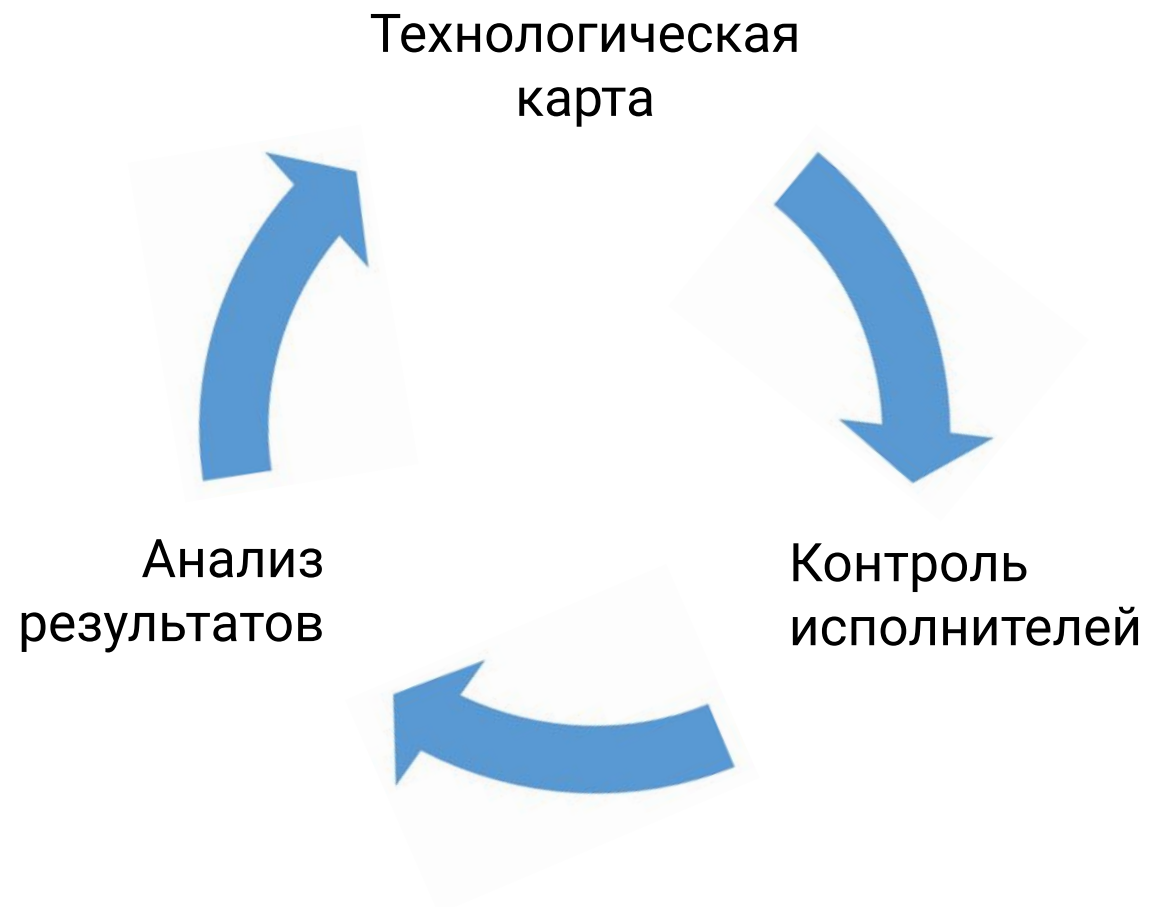 Технологическая
карта
Анализ
результатов
Контроль
исполнителей